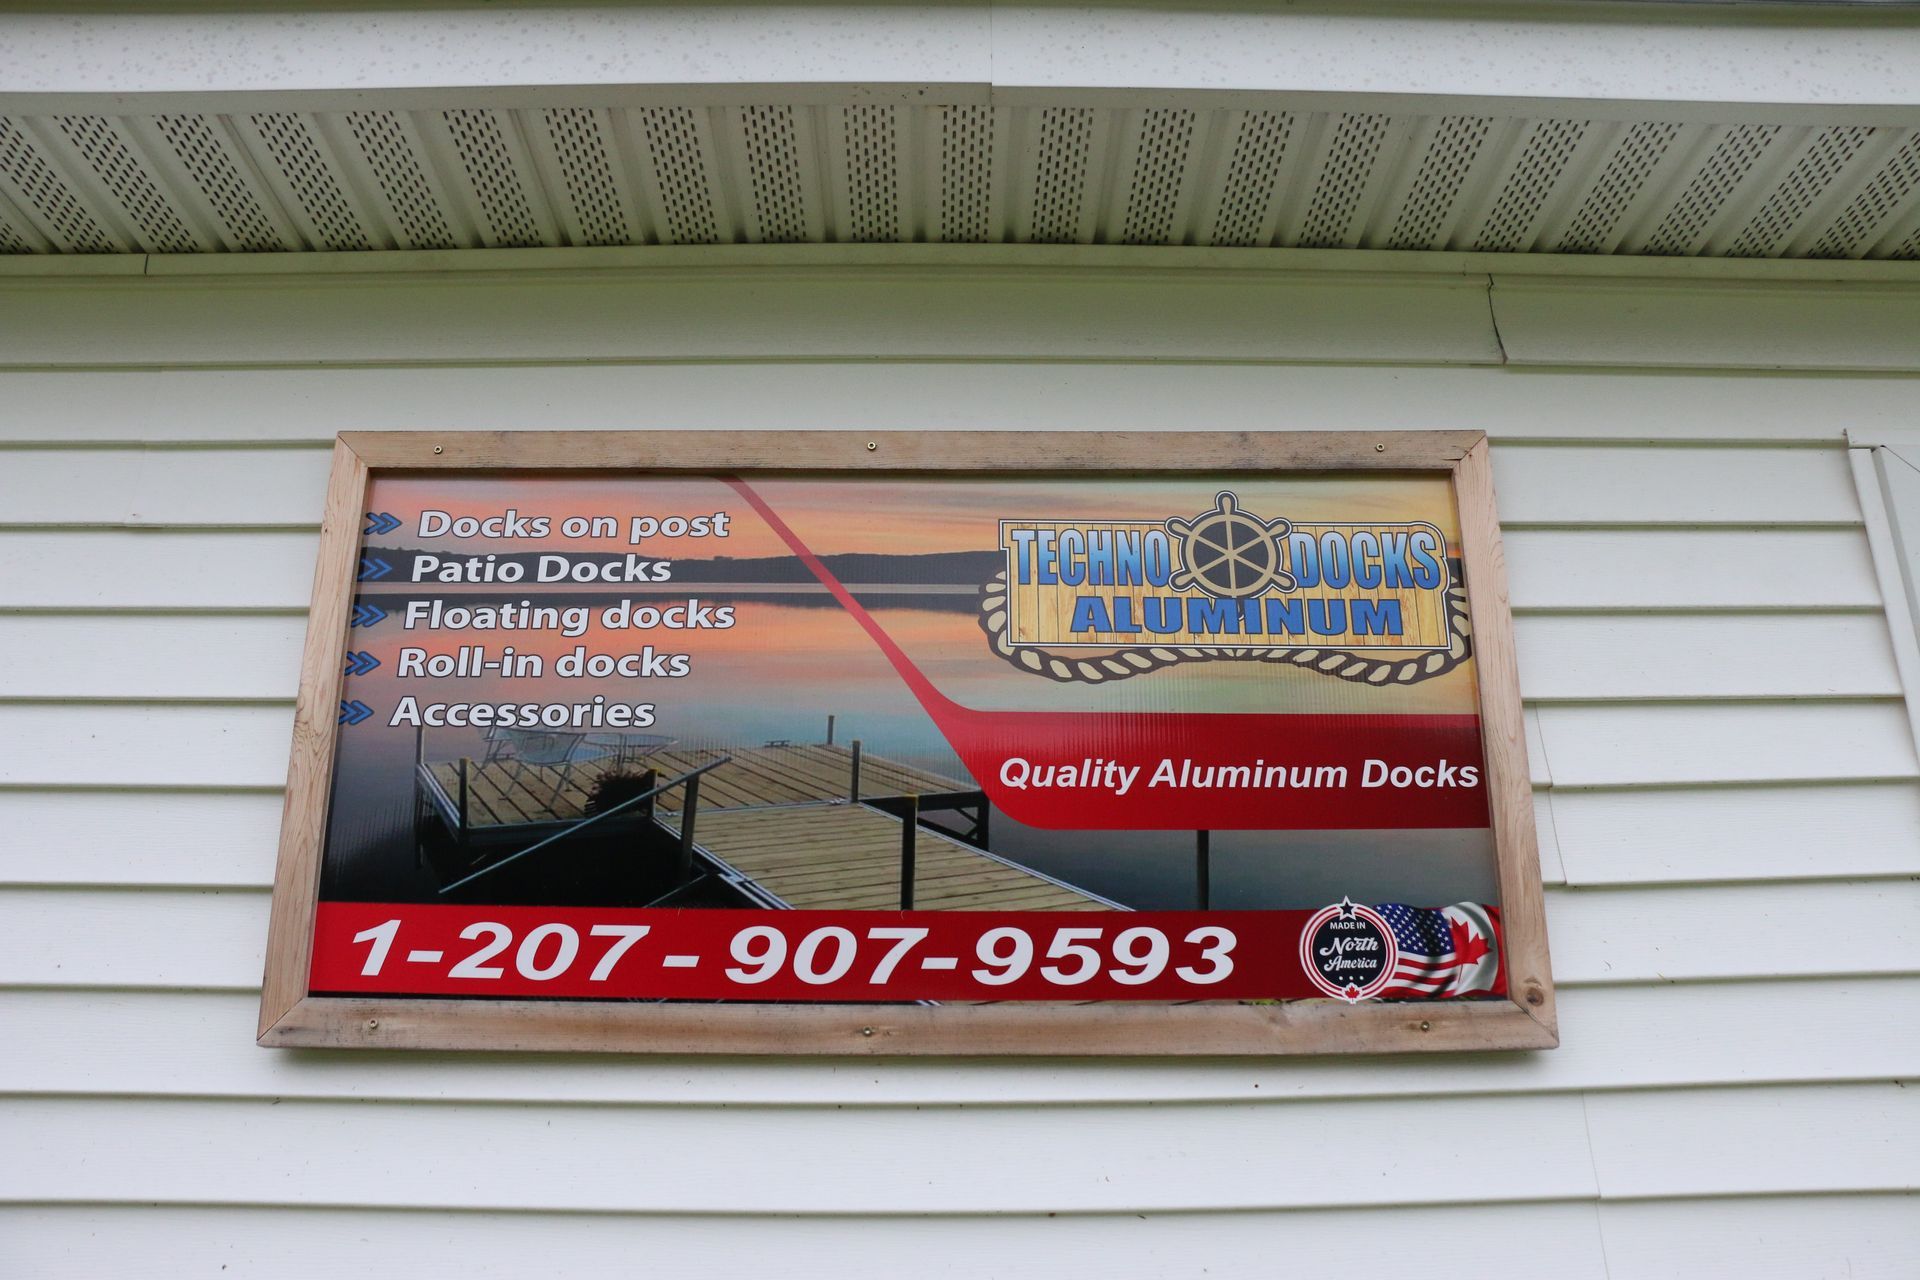 Docks on post
Patio Docks
Floating docks
Roll-in docks
Accessories
TECHNO DOCKS
ALUMINUM
Quality Aluminum Docks
1-207-907-9593
MADE IN
North
America